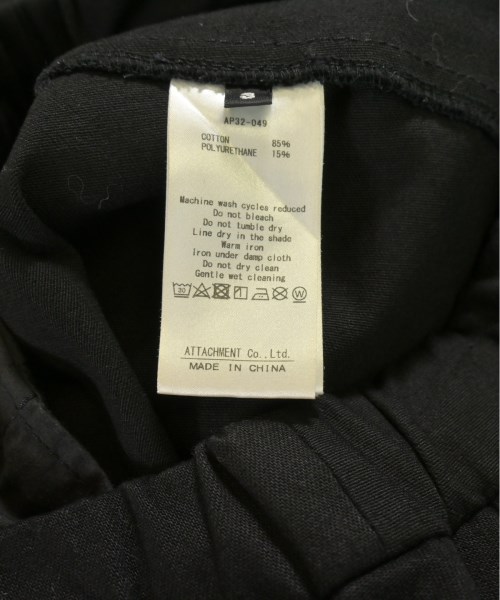 AP32-049
COTTON 85%
POLYURETHANE 15%
Machine wash cycles reduced
Do not bleach
Do not tumble dry
Line dry in the shade
Warm iron
Iron under damp cloth
Do not dry clean
Gentle wet cleaning
30 W
ATTACHMENT Co., Ltd.
MADE IN CHINA